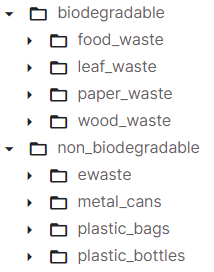 biodegradable
food_waste
leaf_waste
paper_waste
wood_waste
non_biodegradable
ewaste
metal_cans
plastic_bags
plastic_bottles